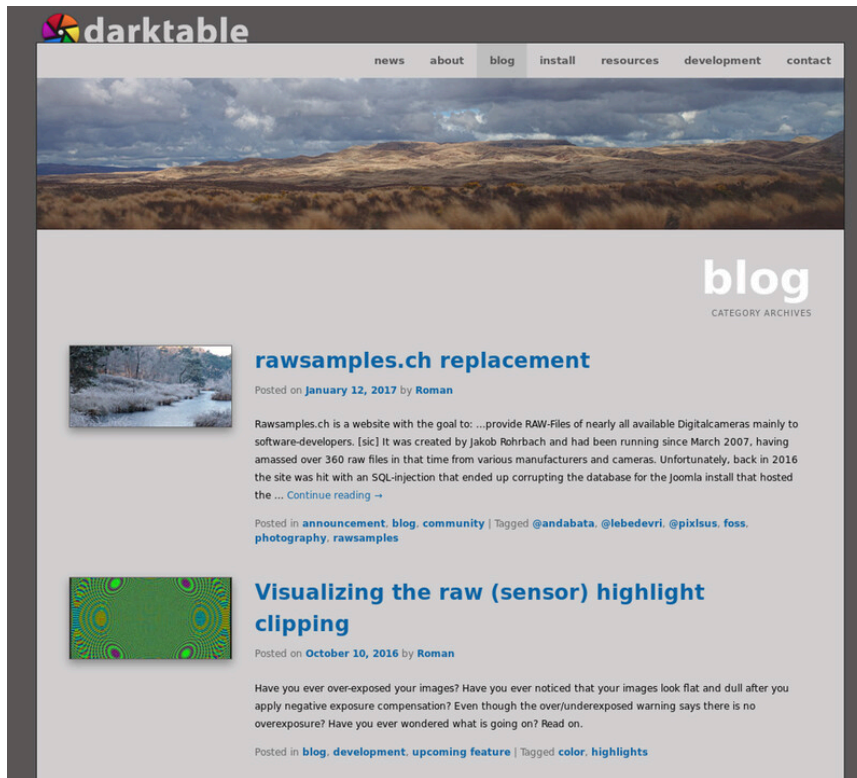 darktable
news about blog install resources development contact
blog
CATEGORY ARCHIVES
rawsamples.ch replacement
Posted on January 12, 2017 by Roman
Rawsamples.ch is a website with the goal to: ...provide RAW-Files of nearly all available Digitalcameras mainly to
software-developers. [sic] It was created by Jakob Rohrbach and had been running since March 2007, having
amassed over 360 raw files in that time from various manufacturers and cameras. Unfortunately, back in 2016
the site was hit with an SQL-injection that ended up corrupting the database for the Joomla install that hosted
the ... Continue reading →
Posted in announcement, blog, community | Tagged @andabata, @lebedevri, @pixlsus, foss,
photography, rawsamples
Visualizing the raw (sensor) highlight
clipping
Posted on October 10, 2016 by Roman
Have you ever over-exposed your images? Have you ever noticed that your images look flat and dull after you
apply negative exposure compensation? Even though the over/underexposed warning says there is no
overexposure? Have you ever wondered what is going on? Read on.
Posted in blog, development, upcoming feature | Tagged color, highlights